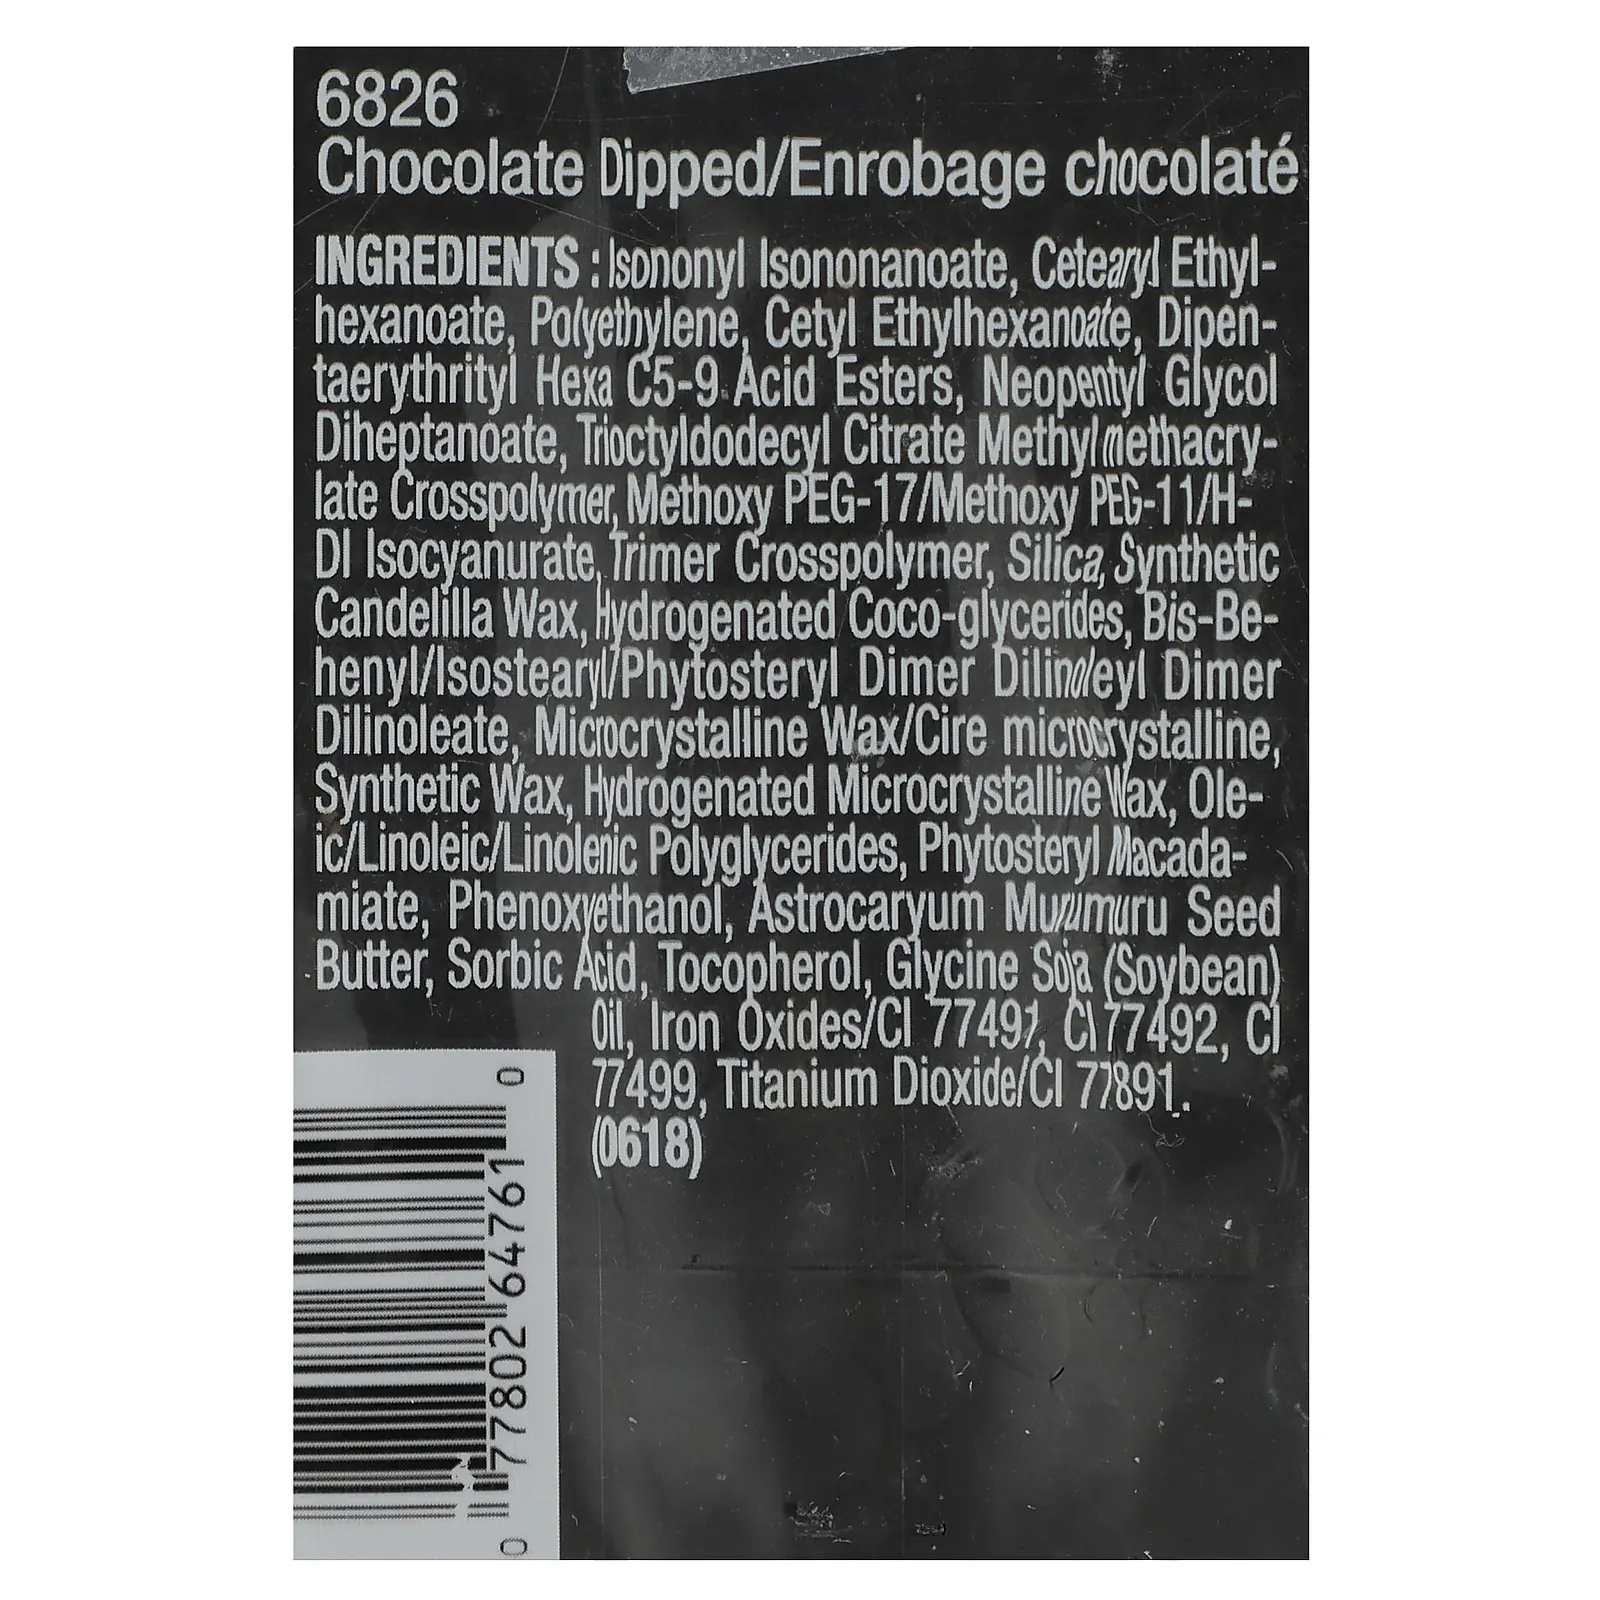 6826
Chocolate Dipped/Enrobage chocolaté
INGREDIENTS : Isononyl Isononanoate, Cetearyl Ethyl-
hexanoate, Polyethylene, Cetyl Ethylhexanoate, Dipen-
taerythrityl Hexa C5-9 Acid Esters, Neopentyl Glycol
Diheptanoate, Trioctyldodecyl Citrate Methylmethacry-
late Crosspolymer, Methoxy PEG-17/Methoxy PEG-11/H-
DI Isocyanurate, Trimer Crosspolymer, Silica, Synthetic
Candelilla Wax, Hydrogenated Coco-glycerides, Bis-Be-
henyl/Isostearyl/Phytosteryl Dimer Dilinoleyl Dimer
Dilinoleate, Microcrystalline Wax/Cire microcrystalline,
Synthetic Wax, Hydrogenated Microcrystalline Wax, Ole-
ic/Linoleic/Linolenic Polyglycerides, Phytosteryl Macada-
miate, Phenoxyethanol, Astrocaryum Murumuru Seed
Butter, Sorbic Acid, Tocopherol, Glycine Soja (Soybean)
Oil, Iron Oxides/CI 77491, CI 77492, CI
77499, Titanium Dioxide/CI 77891.
(0618)
0 77802 64761 0